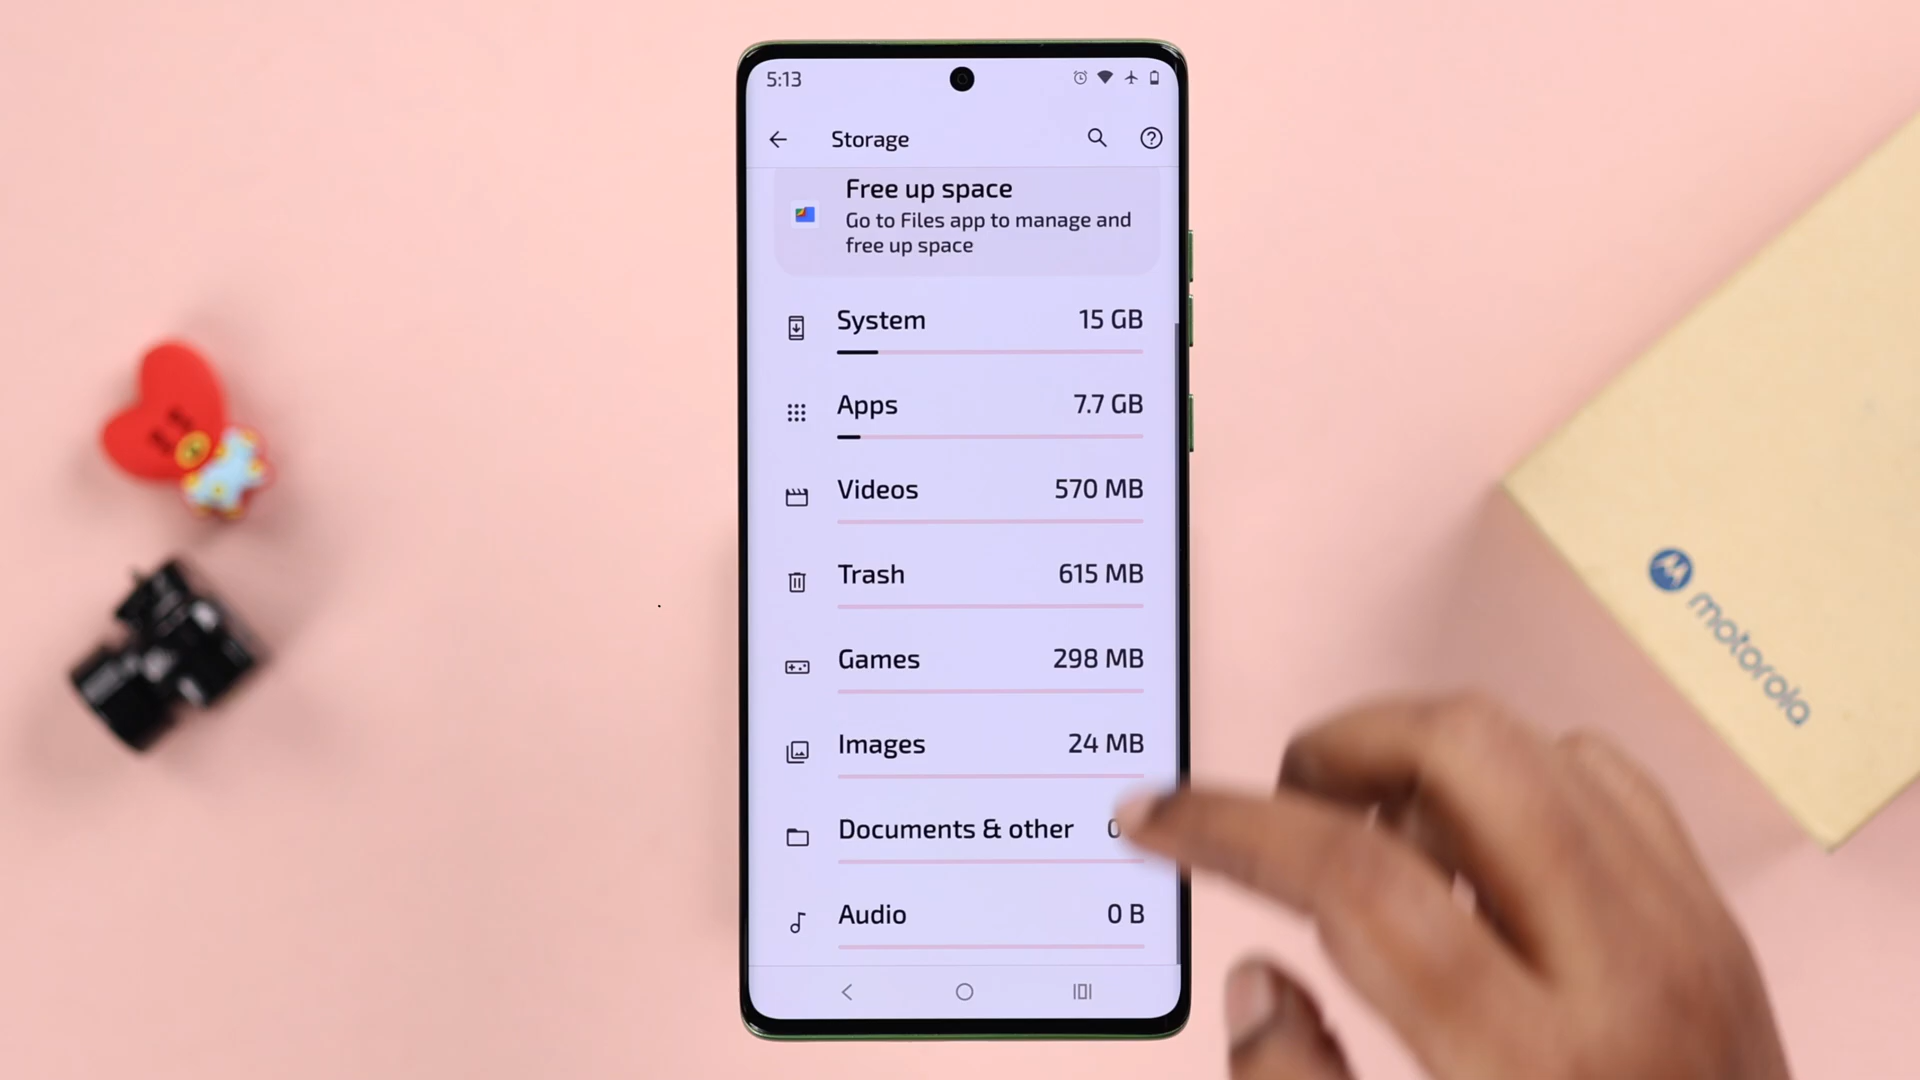 5:13
Storage
Free up space
Go to Files app to manage and
free up space
System 15 GB
Apps 7.7 GB
Videos 570 MB
Trash 615 MB
Games 298 MB
Images 24 MB
Documents & other 0
Audio 0 B
motorola